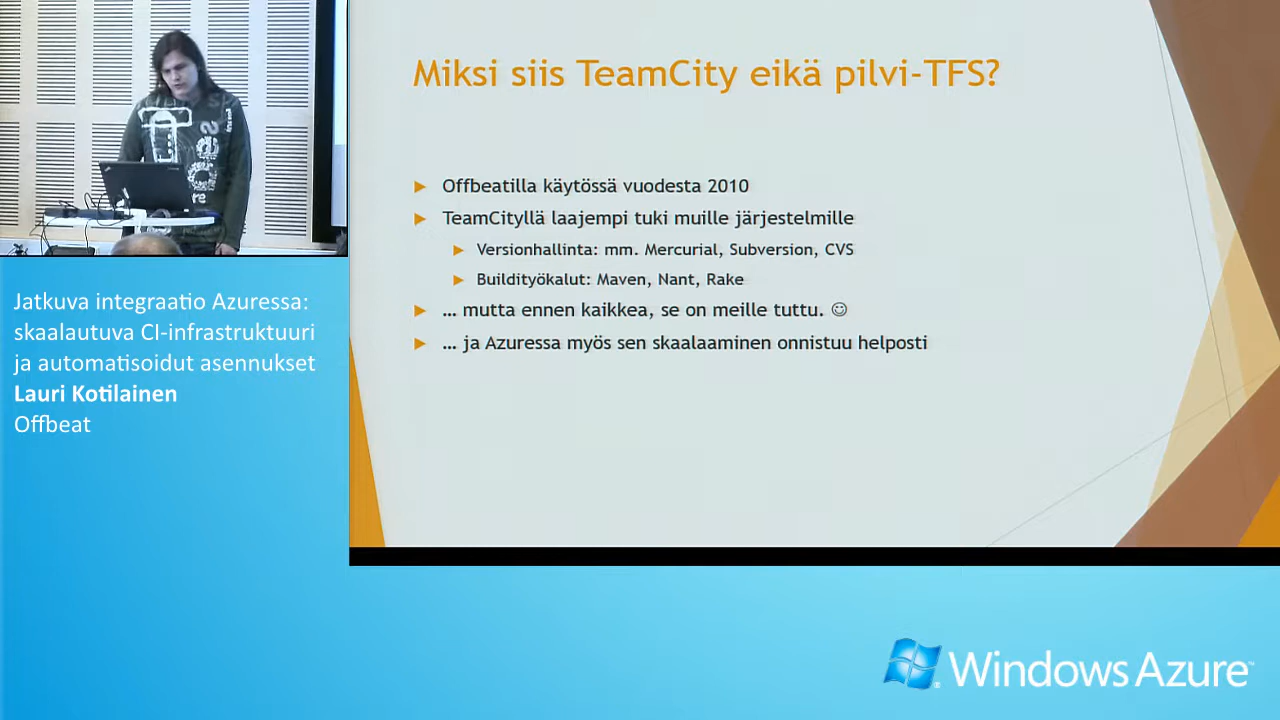 Miksi siis TeamCity eikä pilvi-TFS?
Offbeatilla käytössä vuodesta 2010
TeamCityllä laajempi tuki muille järjestelmille
Versionhallinta: mm. Mercurial, Subversion, CVS
Buildityökalut: Maven, Nant, Rake
… mutta ennen kaikkea, se on meille tuttu. ☺
… ja Azuressa myös sen skaalaaminen onnistuu helposti
Jatkuva integraatio Azuressa:
skaalautuva CI-infrastruktuuri
ja automatisoidut asennukset
Lauri Kotilainen
Offbeat
Windows Azure™